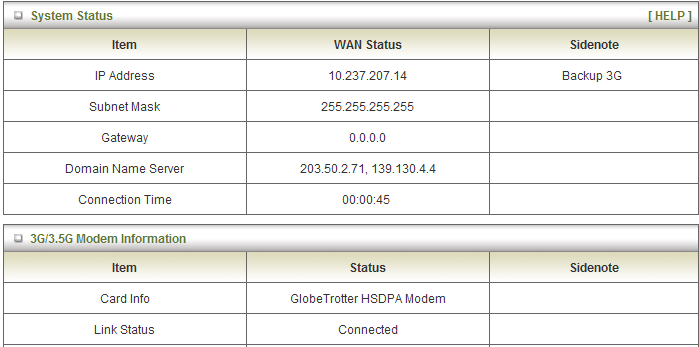 System Status [ HELP ]
Item WAN Status Sidenote
IP Address 10.237.207.14 Backup 3G
Subnet Mask 255.255.255.255
Gateway 0.0.0.0
Domain Name Server 203.50.2.71, 139.130.4.4
Connection Time 00:00:45
3G/3.5G Modem Information
Item Status Sidenote
Card Info GlobeTrotter HSDPA Modem
Link Status Connected